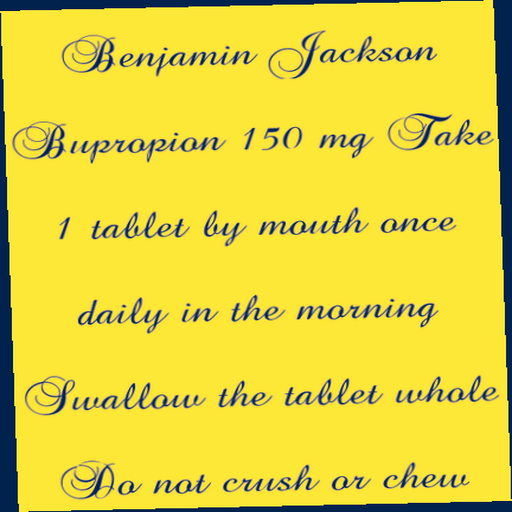 Benjamin Jackson
Bupropion 150 mg Take
1 tablet by mouth once
daily in the morning
Swallow the tablet whole
Do not crush or chew